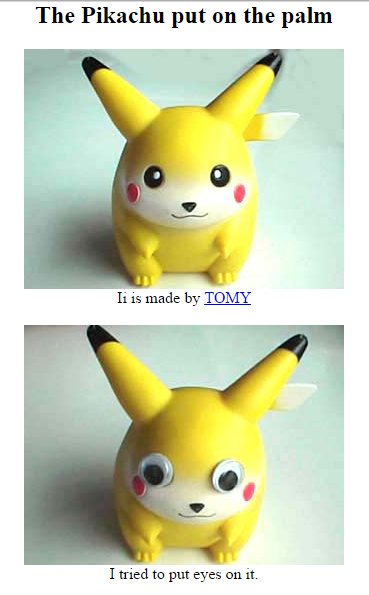 The Pikachu put on the palm
Ii is made by TOMY
I tried to put eyes on it.